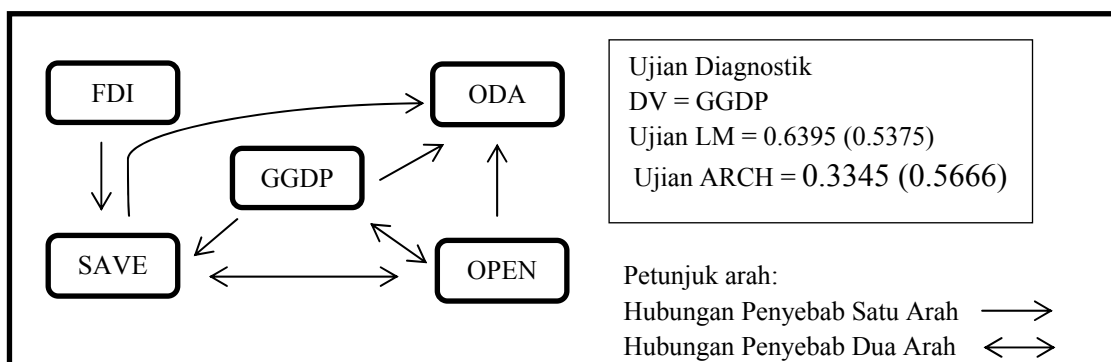 FDI
ODA
GGDP
SAVE
OPEN
Ujian Diagnostik
DV = GGDP
Ujian LM = 0.6395 (0.5375)
Ujian ARCH = 0.3345 (0.5666)
Petunjuk arah:
Hubungan Penyebab Satu Arah
Hubungan Penyebab Dua Arah